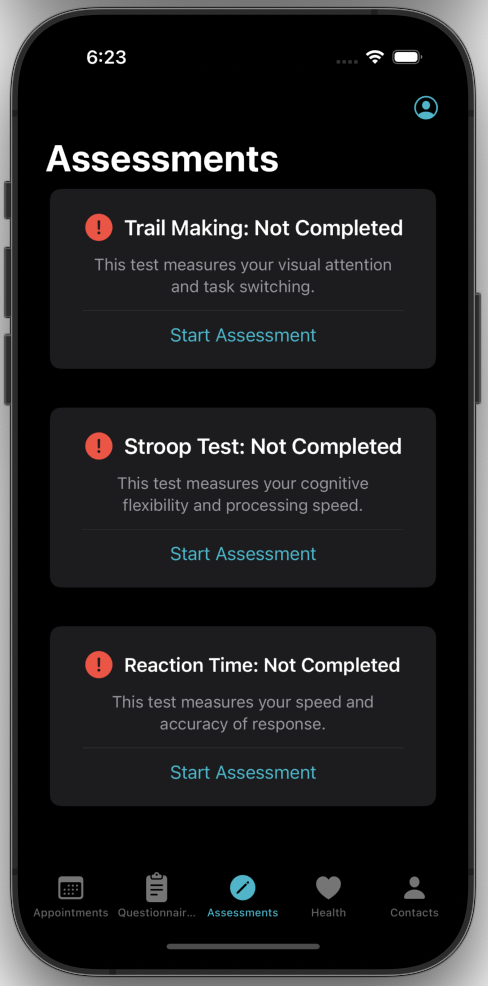 6:23
Assessments
Trail Making: Not Completed
This test measures your visual attention
and task switching.
Start Assessment
Stroop Test: Not Completed
This test measures your cognitive
flexibility and processing speed.
Start Assessment
Reaction Time: Not Completed
This test measures your speed and
accuracy of response.
Start Assessment
Appointments Questionnair... Assessments Health Contacts